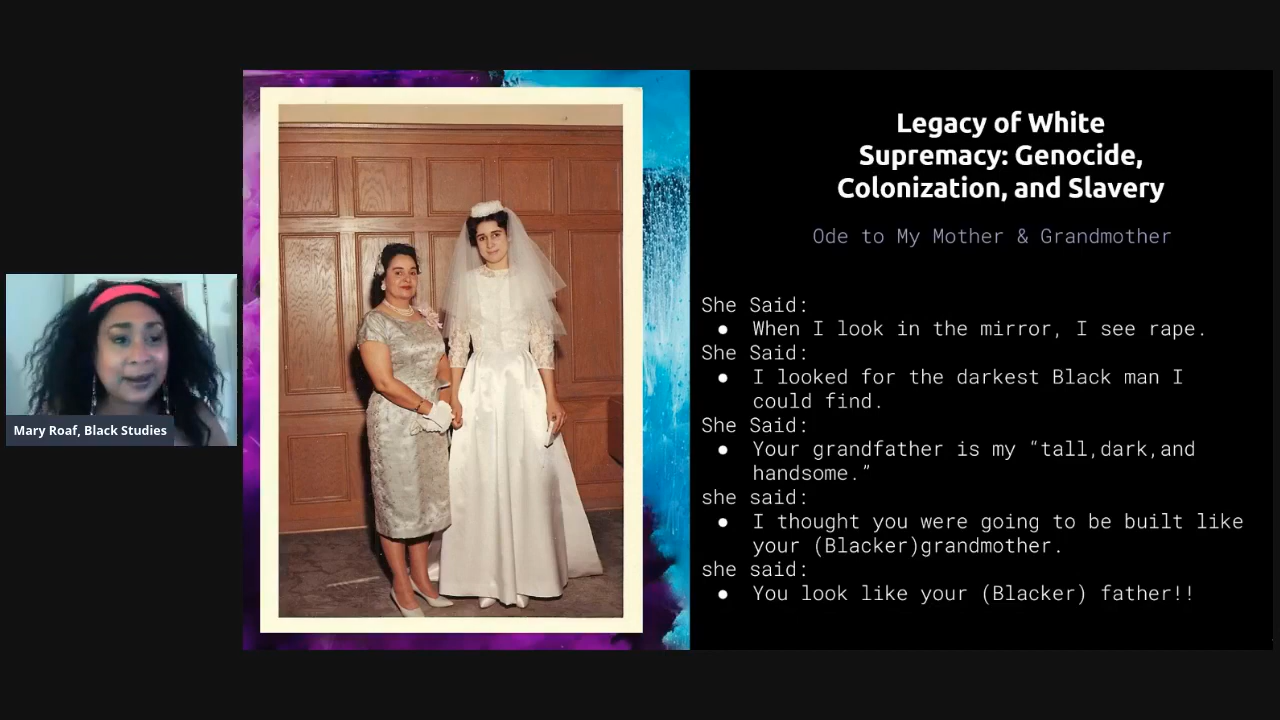 Legacy of White
Supremacy: Genocide,
Colonization, and Slavery
Ode to My Mother & Grandmother
She Said:
● When I look in the mirror, I see rape.
She Said:
● I looked for the darkest Black man I
could find.
She Said:
● Your grandfather is my “tall,dark,and
handsome.”
she said:
● I thought you were going to be built like
your (Blacker)grandmother.
she said:
● You look like your (Blacker) father!!
Mary Roaf, Black Studies